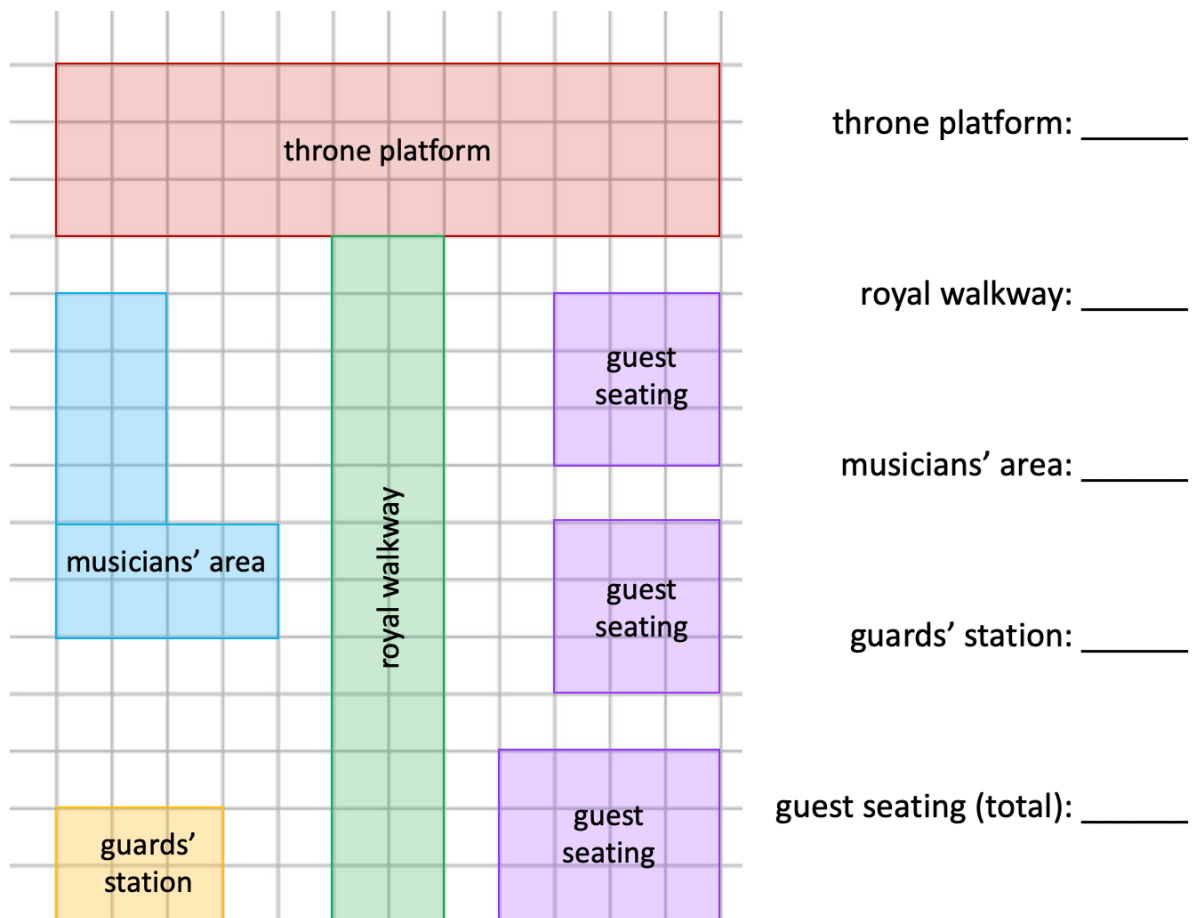 throne platform
guest
seating
musicians’ area
royal walkway
guest
seating
guest
seating
guards’
station
throne platform: ______
royal walkway: ______
musicians’ area: ______
guards’ station: ______
guest seating (total): ______